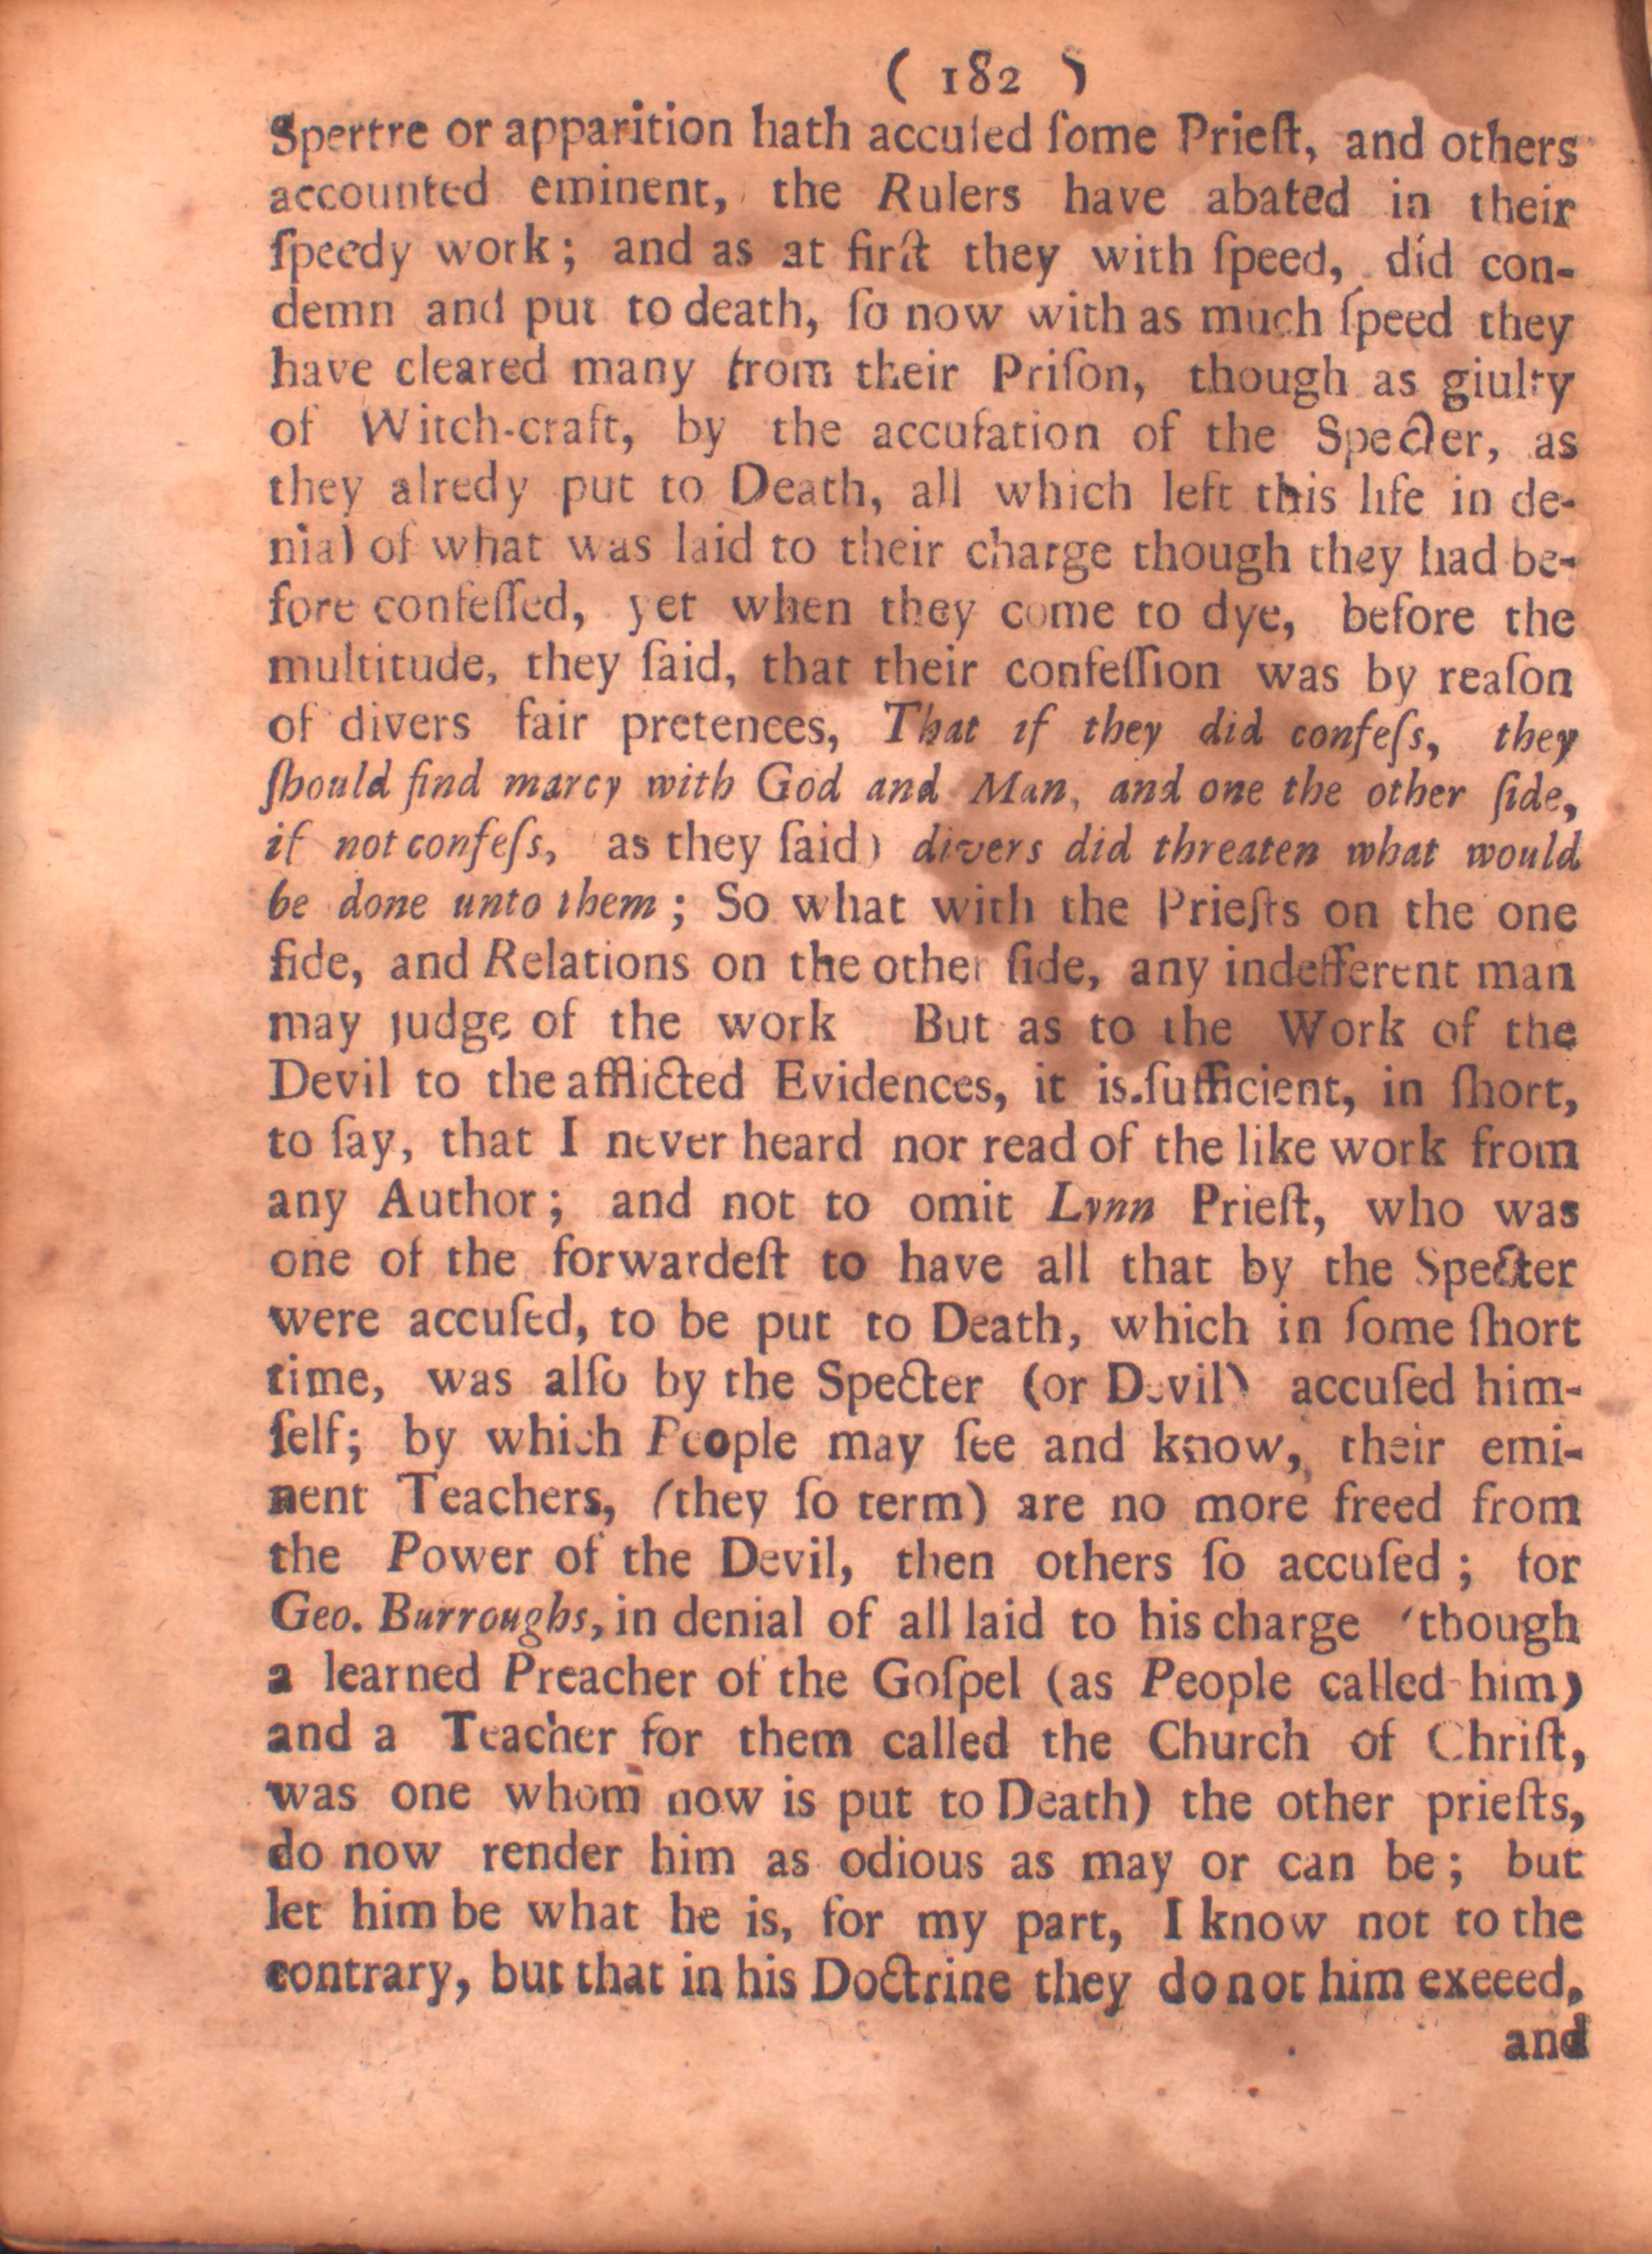 ( 182 )
Spertre or apparition hath accuſed ſome Prieſt, and others
accounted eminent, the Rulers have abated in their
ſpeedy work; and as at firſt they with ſpeed, did con-
demn and put to death, ſo now with as much ſpeed they
have cleared many from their Priſon, though as giulty
of Witch-craft, by the accuſation of the Specter, as
they alredy put to Death, all which left this life in de-
nial of what was laid to their charge though they had be-
fore confeſſed, yet when they come to dye, before the
multitude, they ſaid, that their confeſſion was by reaſon
of divers fair pretences, That if they did confeſs, they
ſhould find marcy with God and Man, and one the other ſide,
if not confeſs, as they ſaid) divers did threaten what would
be done unto them; So what with the Prieſts on the one
ſide, and Relations on the other ſide, any indefferent man
may judge of the work But as to the Work of the
Devil to the afflicted Evidences, it is ſufficient, in ſhort,
to ſay, that I never heard nor read of the like work from
any Author; and not to omit Lynn Prieſt, who was
one of the forwardeſt to have all that by the Specter
were accuſed, to be put to Death, which in ſome ſhort
time, was alſo by the Specter (or Devil) accuſed him-
ſelf; by which People may ſee and know, their emi-
nent Teachers, (they ſo term) are no more freed from
the Power of the Devil, then others ſo accuſed; for
Geo. Burroughs, in denial of all laid to his charge (though
a learned Preacher of the Goſpel (as People called him)
and a Teacher for them called the Church of Chriſt,
was one whom now is put to Death) the other prieſts,
do now render him as odious as may or can be; but
let him be what he is, for my part, I know not to the
contrary, but that in his Doctrine they do not him exeeed,
and